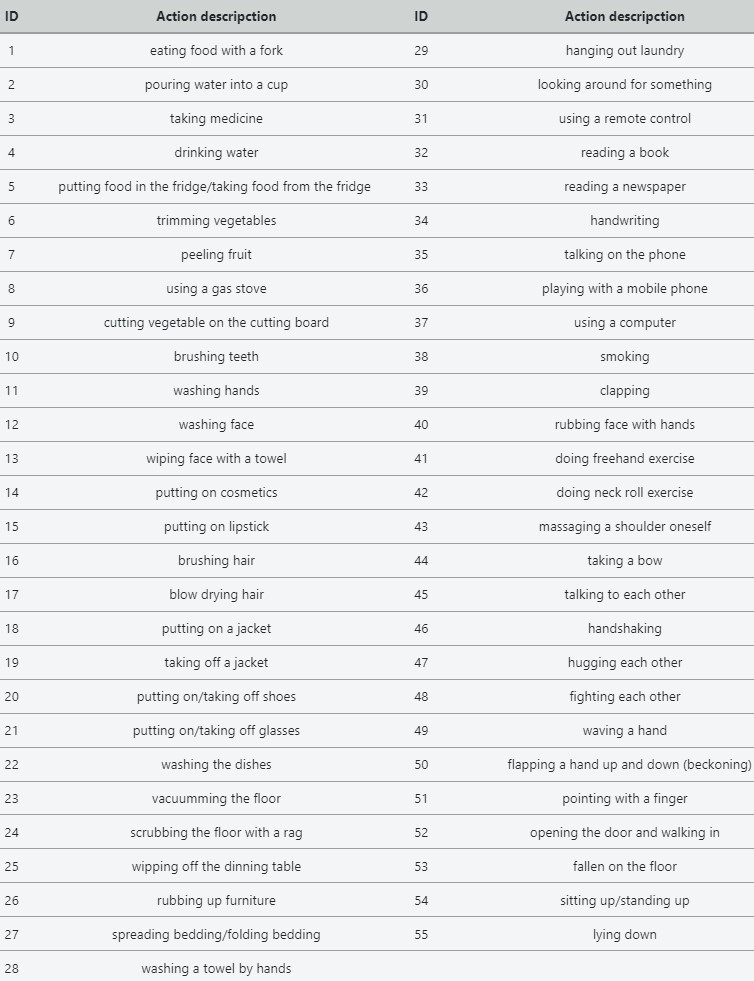 ID Action descripction ID Action descripction
1 eating food with a fork 29 hanging out laundry
2 pouring water into a cup 30 looking around for something
3 taking medicine 31 using a remote control
4 drinking water 32 reading a book
5 putting food in the fridge/taking food from the fridge 33 reading a newspaper
6 trimming vegetables 34 handwriting
7 peeling fruit 35 talking on the phone
8 using a gas stove 36 playing with a mobile phone
9 cutting vegetable on the cutting board 37 using a computer
10 brushing teeth 38 smoking
11 washing hands 39 clapping
12 washing face 40 rubbing face with hands
13 wiping face with a towel 41 doing freehand exercise
14 putting on cosmetics 42 doing neck roll exercise
15 putting on lipstick 43 massaging a shoulder oneself
16 brushing hair 44 taking a bow
17 blow drying hair 45 talking to each other
18 putting on a jacket 46 handshaking
19 taking off a jacket 47 hugging each other
20 putting on/taking off shoes 48 fighting each other
21 putting on/taking off glasses 49 waving a hand
22 washing the dishes 50 flapping a hand up and down (beckoning)
23 vacuumming the floor 51 pointing with a finger
24 scrubbing the floor with a rag 52 opening the door and walking in
25 wipping off the dinning table 53 fallen on the floor
26 rubbing up furniture 54 sitting up/standing up
27 spreading bedding/folding bedding 55 lying down
28 washing a towel by hands